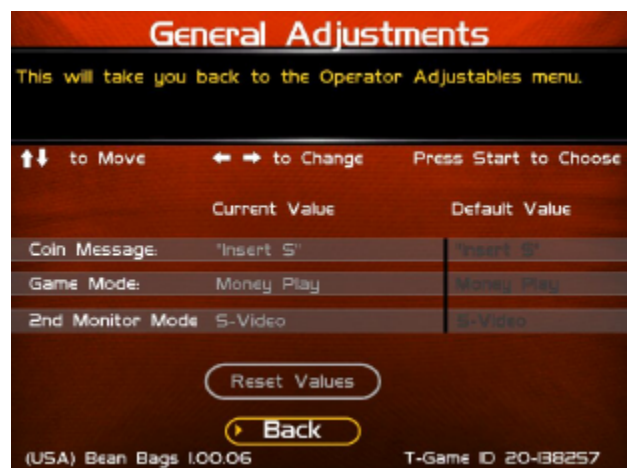 General Adjustments
This will take you back to the Operator Adjustables menu.
to Move to Change Press Start to Choose
Current Value Default Value
Coin Message: "Insert $" "Insert $"
Game Mode: Money Play Money Play
2nd Monitor Mode S-Video S-Video
Reset Values
Back
(USA) Bean Bags 1.00.06 T-Game ID 20-138257